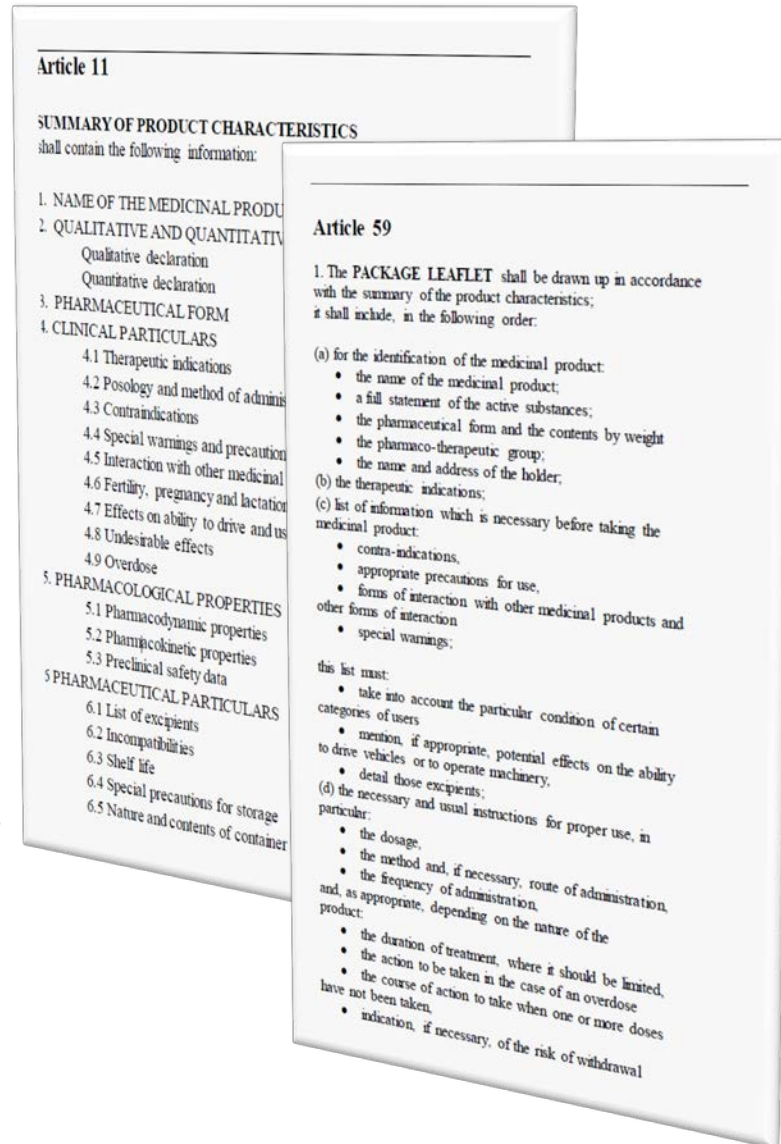 Article 11
SUMMARY OF PRODUCT CHARACTERISTICS
shall contain the following information:
1. NAME OF THE MEDICINAL PRODU
2. QUALITATIVE AND QUANTITATIV
Qualitative declaration
Quantitative declaration
3. PHARMACEUTICAL FORM
4. CLINICAL PARTICULARS
4.1 Therapeutic indications
4.2 Posology and method of adminis
4.3 Contraindications
4.4 Special warnings and precaution
4.5 Interaction with other medicinal
4.6 Fertility, pregnancy and lactation
4.7 Effects on ability to drive and us
4.8 Undesirable effects
4.9 Overdose
5. PHARMACOLOGICAL PROPERTIES
5.1 Pharmacodynamic properties
5.2 Pharmacokinetic properties
5.3 Preclinical safety data
5 PHARMACEUTICAL PARTICULARS
6.1 List of excipients
6.2 Incompatibilities
6.3 Shelf life
6.4 Special precautions for storage
6.5 Nature and contents of container
Article 59
1. The PACKAGE LEAFLET shall be drawn up in accordance
with the summary of the product characteristics;
it shall include, in the following order:
(a) for the identification of the medicinal product:
• the name of the medicinal product;
• a full statement of the active substances;
• the pharmaceutical form and the contents by weight
• the pharmaco-therapeutic group;
• the name and address of the holder;
(b) the therapeutic indications;
(c) list of information which is necessary before taking the
medicinal product:
• contra-indications,
• appropriate precautions for use,
• forms of interaction with other medicinal products and
other forms of interaction
• special warnings;
this list must:
• take into account the particular condition of certain
categories of users
• mention, if appropriate, potential effects on the ability
to drive vehicles or to operate machinery,
• detail those excipients;
(d) the necessary and usual instructions for proper use, in
particular:
• the dosage,
• the method and, if necessary, route of administration,
• the frequency of administration,
and, as appropriate, depending on the nature of the
product:
• the duration of treatment, where it should be limited,
• the action to be taken in the case of an overdose
• the course of action to take when one or more doses
have not been taken,
• indication, if necessary, of the risk of withdrawal